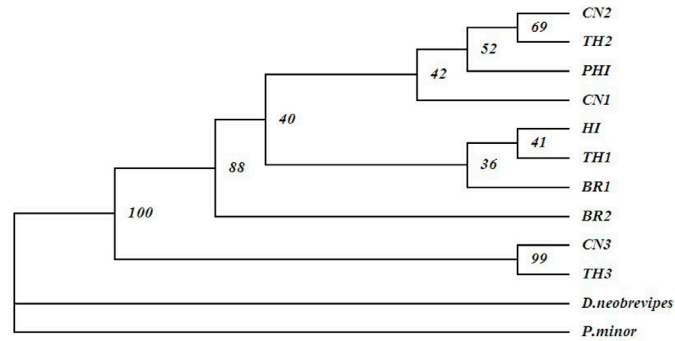 CN2
69
TH2
52
PHI
42
CN1
40
HI
41
TH1
36
88
BR1
100
BR2
CN3
99
TH3
D.neobrevipes
P.minor